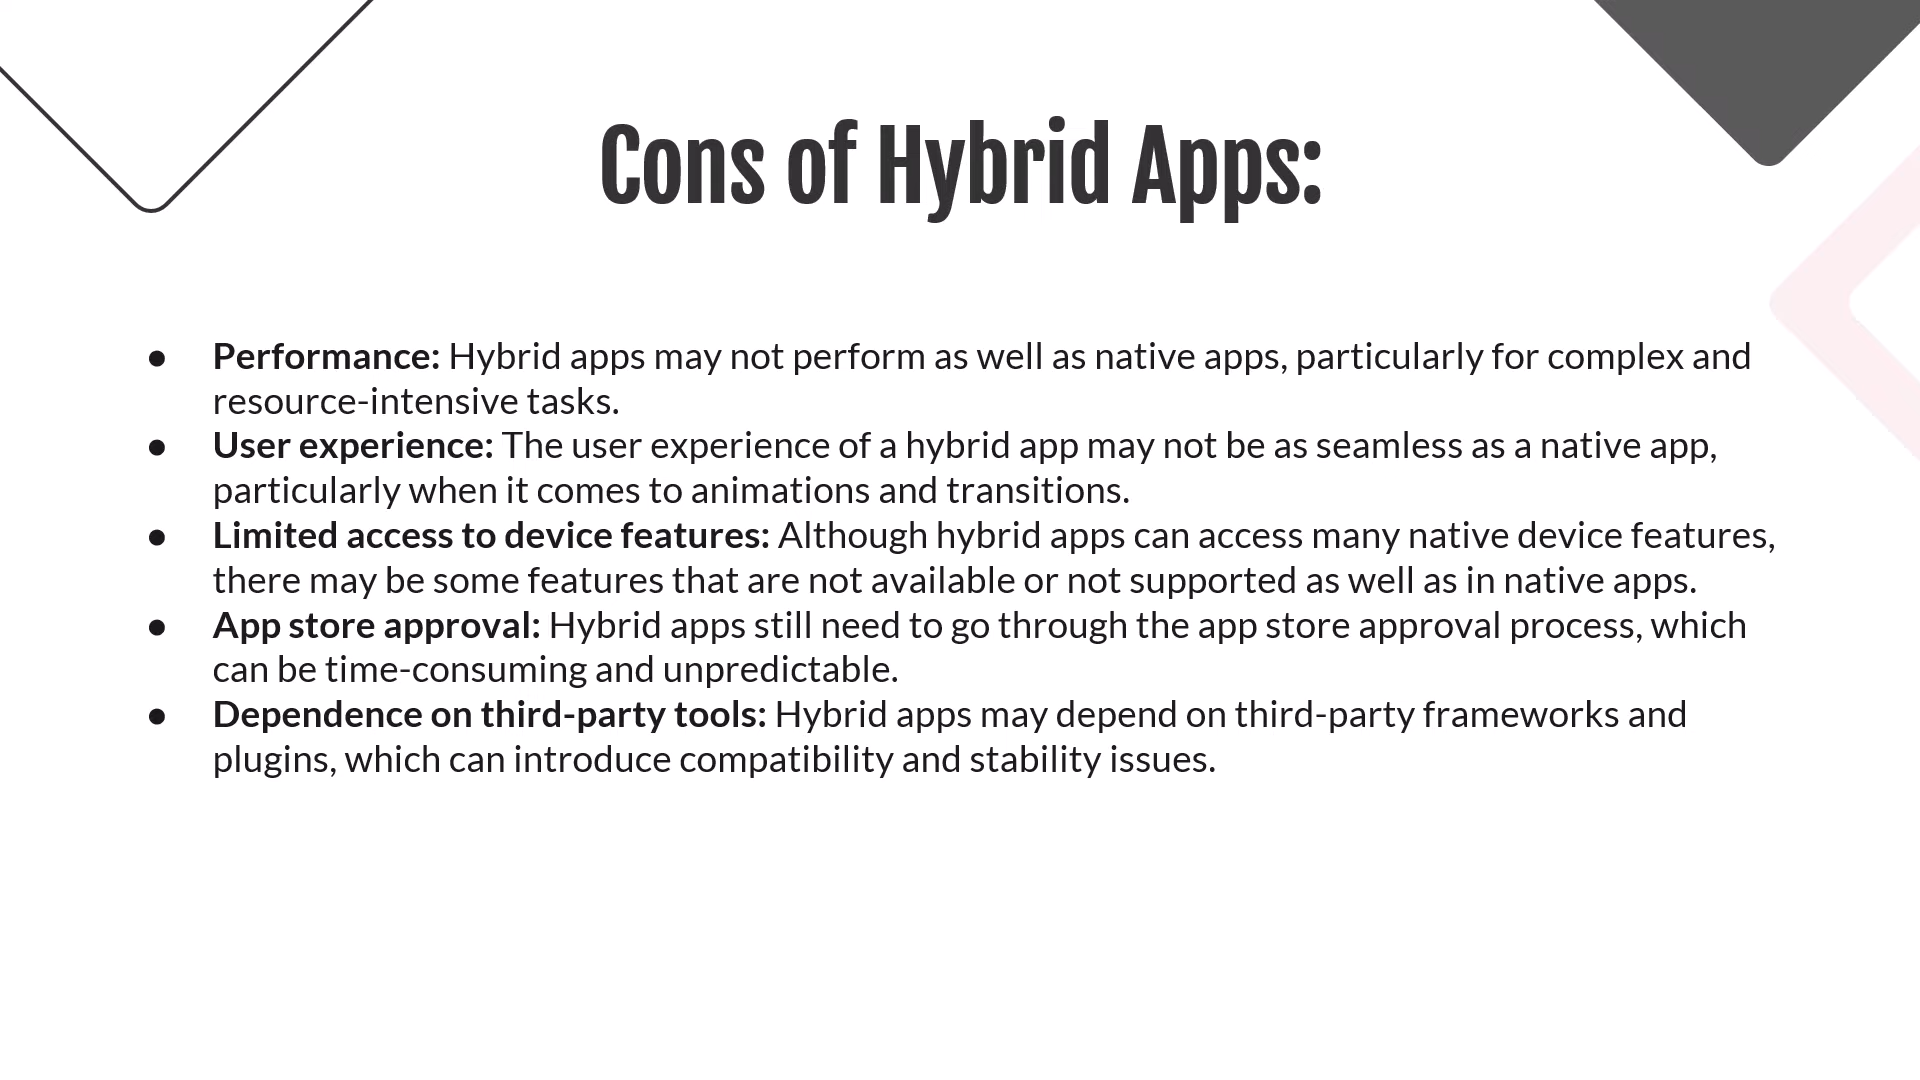 Cons of Hybrid Apps:
● Performance: Hybrid apps may not perform as well as native apps, particularly for complex and
resource-intensive tasks.
● User experience: The user experience of a hybrid app may not be as seamless as a native app,
particularly when it comes to animations and transitions.
● Limited access to device features: Although hybrid apps can access many native device features,
there may be some features that are not available or not supported as well as in native apps.
● App store approval: Hybrid apps still need to go through the app store approval process, which
can be time-consuming and unpredictable.
● Dependence on third-party tools: Hybrid apps may depend on third-party frameworks and
plugins, which can introduce compatibility and stability issues.